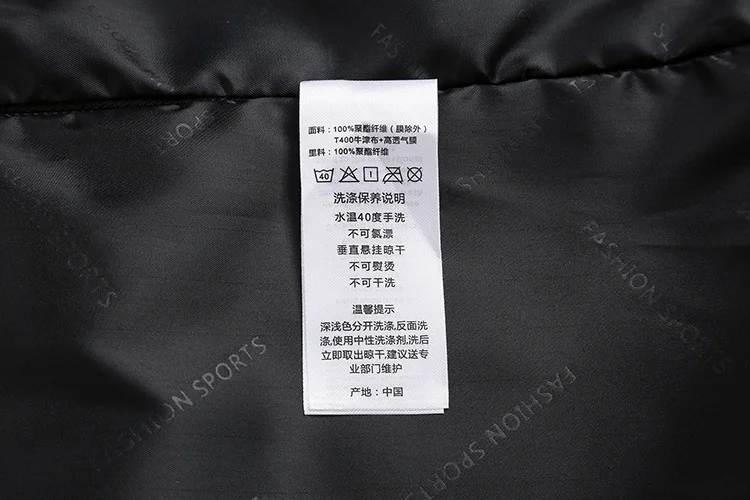 FASHION SPORTS
面料：100%聚酯纤维（膜除外）
T400牛津布+高透气膜
里料：100%聚酯纤维
40
洗涤保养说明
水温40度手洗
不可氯漂
垂直悬挂晾干
不可熨烫
不可干洗
温馨提示
深浅色分开洗涤,反面洗
涤,使用中性洗涤剂,洗后
立即取出晾干,建议送专
业部门维护
产地：中国
FASHION SPORTS
FASHION SPORTS
FASHION
SPORTS